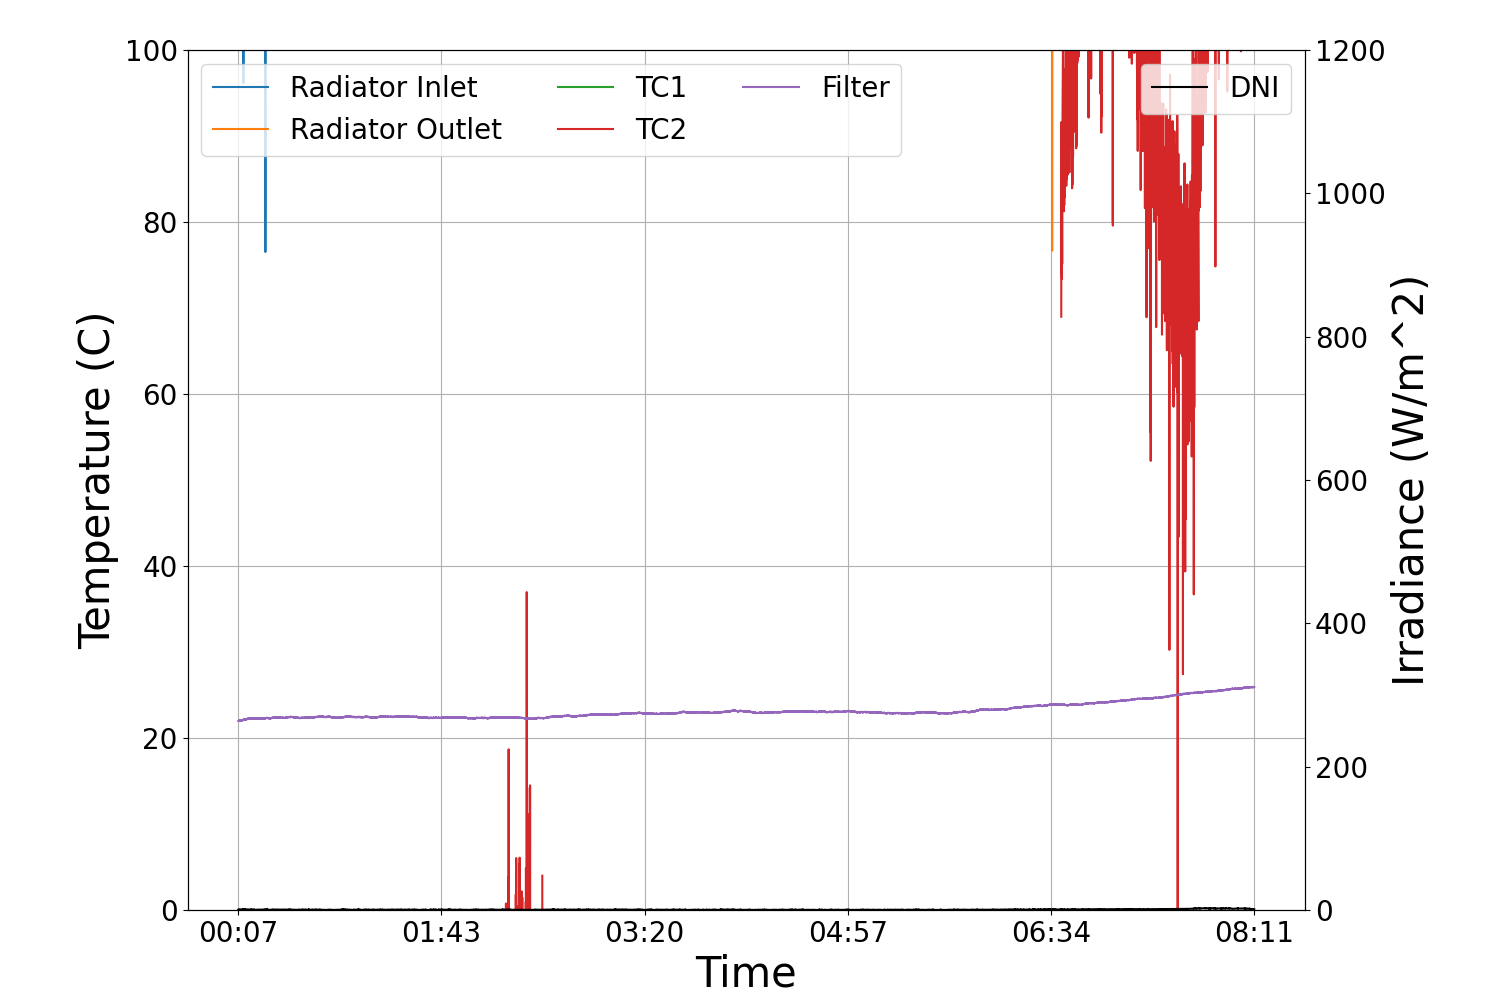 100
80
60
40
20
0
Temperature (C)
Radiator Inlet
Radiator Outlet
TC1
TC2
Filter
DNI
1200
1000
800
600
400
200
0
Irradiance (W/m^2)
00:07 01:43 03:20 04:57 06:34 08:11
Time